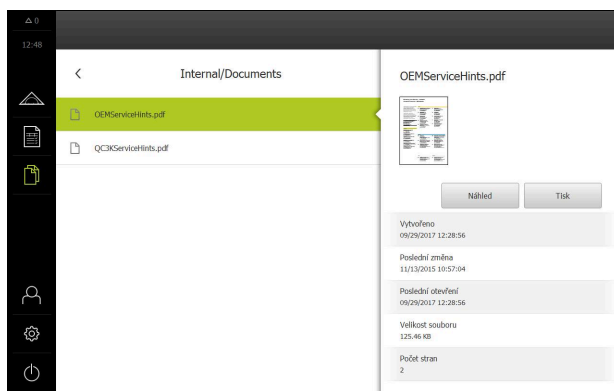 △ 0
12:48
Internal/Documents
OEMServiceHints.pdf
QC3KServiceHints.pdf
OEMServiceHints.pdf
Náhled
Tisk
Vytvořeno
09/29/2017 12:28:56
Poslední změna
11/13/2015 10:57:04
Poslední otevření
09/29/2017 12:28:56
Velikost souboru
125.46 KB
Počet stran
2